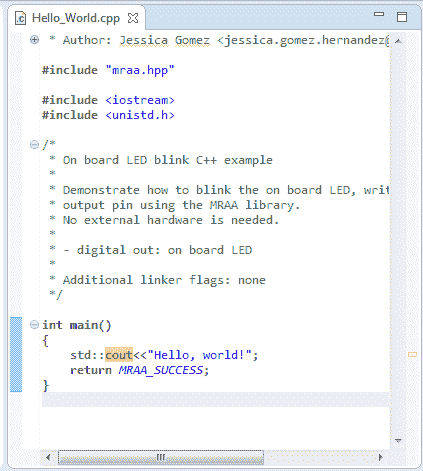 Hello_World.cpp
* Author: Jessica Gomez <jessica.gomez.hernandez@
#include "mraa.hpp"
#include <iostream>
#include <unistd.h>
/*
* On board LED blink C++ example
*
* Demonstrate how to blink the on board LED, writ
* output pin using the MRAA library.
* No external hardware is needed.
*
* - digital out: on board LED
*
* Additional linker flags: none
*/
int main()
{
std::cout<<"Hello, world!";
return MRAA_SUCCESS;
}